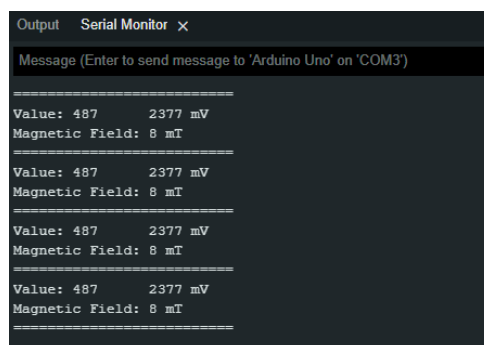 Output Serial Monitor ×
Message (Enter to send message to 'Arduino Uno' on 'COM3')
===========================
Value: 487 2377 mV
Magnetic Field: 8 mT
===========================
Value: 487 2377 mV
Magnetic Field: 8 mT
===========================
Value: 487 2377 mV
Magnetic Field: 8 mT
===========================
Value: 487 2377 mV
Magnetic Field: 8 mT
===========================